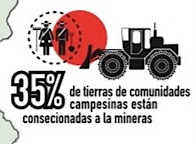 35% de tierras de comunidades
campesinas están
consecionadas a la mineras